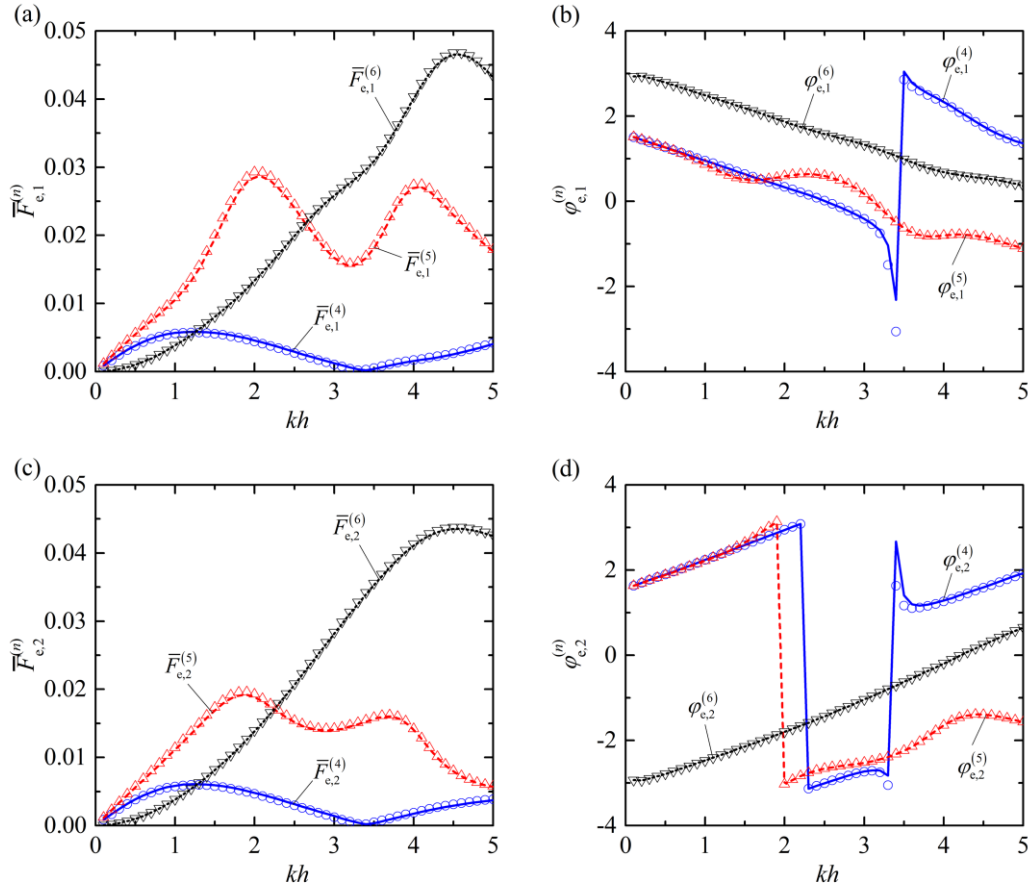 (a)
0.05
0.04
0.03
0.02
0.01
0.00
F̅e,1(n)
F̅e,1(6)
F̅e,1(5)
F̅e,1(4)
0 1 2 3 4 5
kh
(b)
4
2
0
-2
-4
φe,1(n)
φe,1(6)
φe,1(4)
φe,1(5)
0 1 2 3 4 5
kh
(c)
0.05
0.04
0.03
0.02
0.01
0.00
F̅e,2(n)
F̅e,2(6)
F̅e,2(5)
F̅e,2(4)
0 1 2 3 4 5
kh
(d)
4
2
0
-2
-4
φe,2(n)
φe,2(4)
φe,2(6)
φe,2(5)
0 1 2 3 4 5
kh